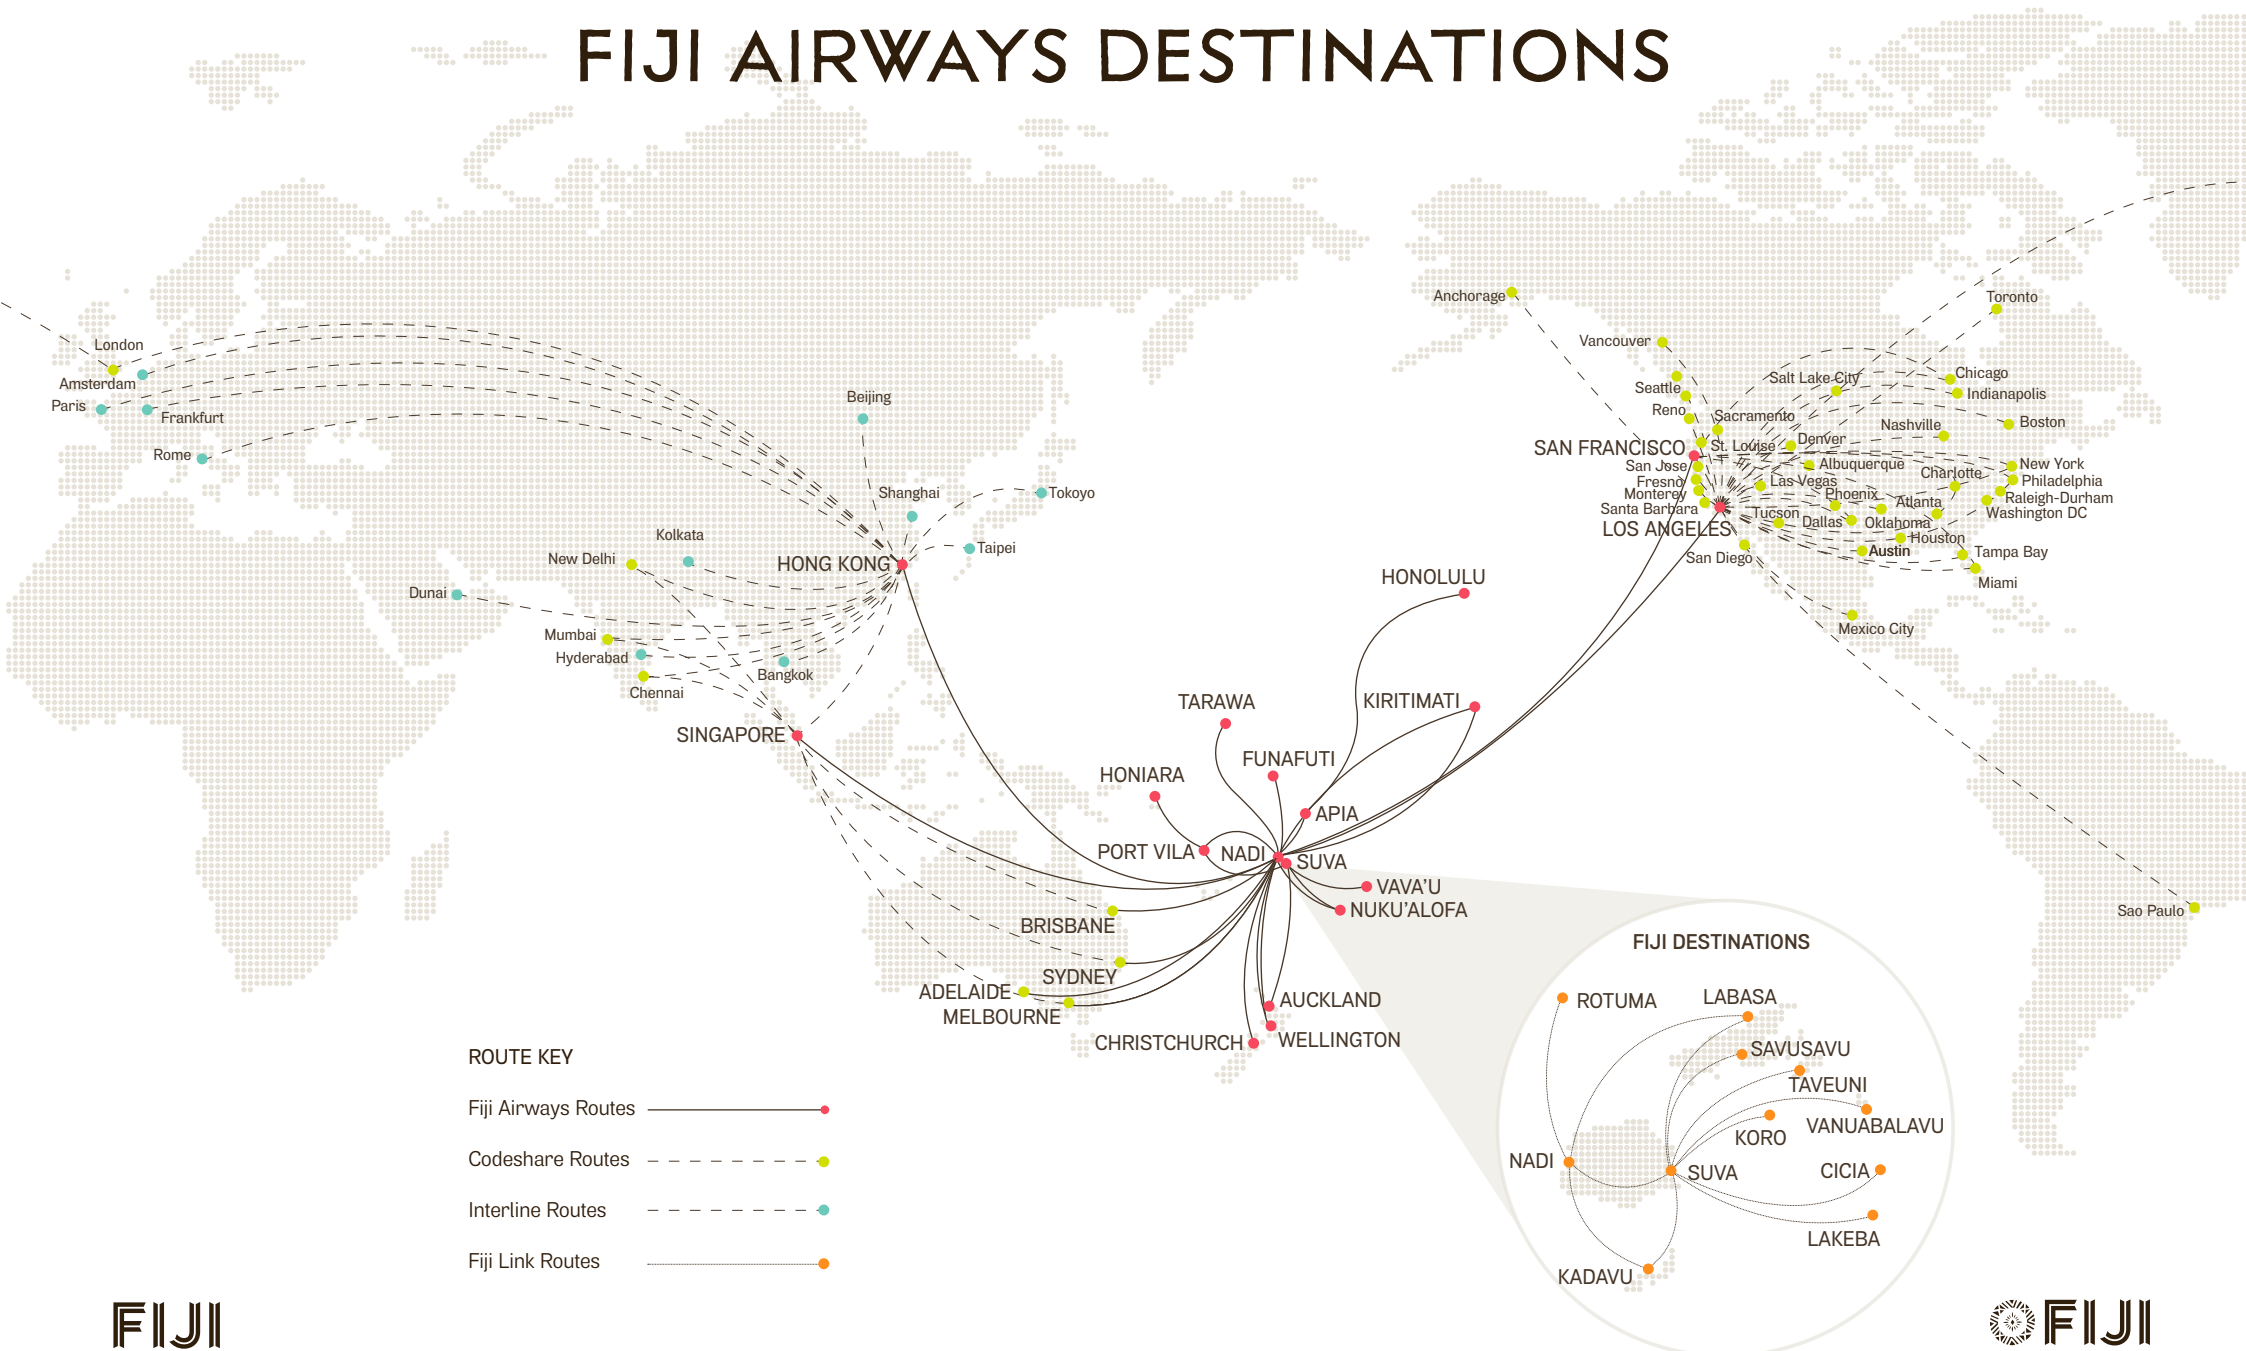 FIJI AIRWAYS DESTINATIONS
London
Amsterdam
Paris
Frankfurt
Rome
Beijing
Shanghai
Tokoyo
Taipei
Kolkata
New Delhi
HONG KONG
Dunai
Mumbai
Hyderabad
Chennai
Bangkok
SINGAPORE
Anchorage
Toronto
Vancouver
Seattle
Salt Lake City
Chicago
Indianapolis
Reno
Sacramento
Boston
Nashville
SAN FRANCISCO
St. Louise
Denver
San Jose
Albuquerque
New York
Charlotte
Fresno
Las Vegas
Philadelphia
Monterey
Phoenix
Raleigh-Durham
Santa Barbara
Atlanta
Tucson
Washington DC
LOS ANGELES
Dallas
Oklahoma
Houston
San Diego
Austin
Tampa Bay
Miami
Mexico City
Sao Paulo
HONOLULU
TARAWA
KIRITIMATI
FUNAFUTI
HONIARA
APIA
PORT VILA
NADI
SUVA
VAVA'U
NUKU'ALOFA
BRISBANE
SYDNEY
ADELAIDE
MELBOURNE
AUCKLAND
CHRISTCHURCH
WELLINGTON
FIJI DESTINATIONS
ROTUMA
LABASA
SAVUSAVU
TAVEUNI
VANUABALAVU
KORO
NADI
SUVA
CICIA
LAKEBA
KADAVU
ROUTE KEY
Fiji Airways Routes
Codeshare Routes
Interline Routes
Fiji Link Routes
FIJI
FIJI